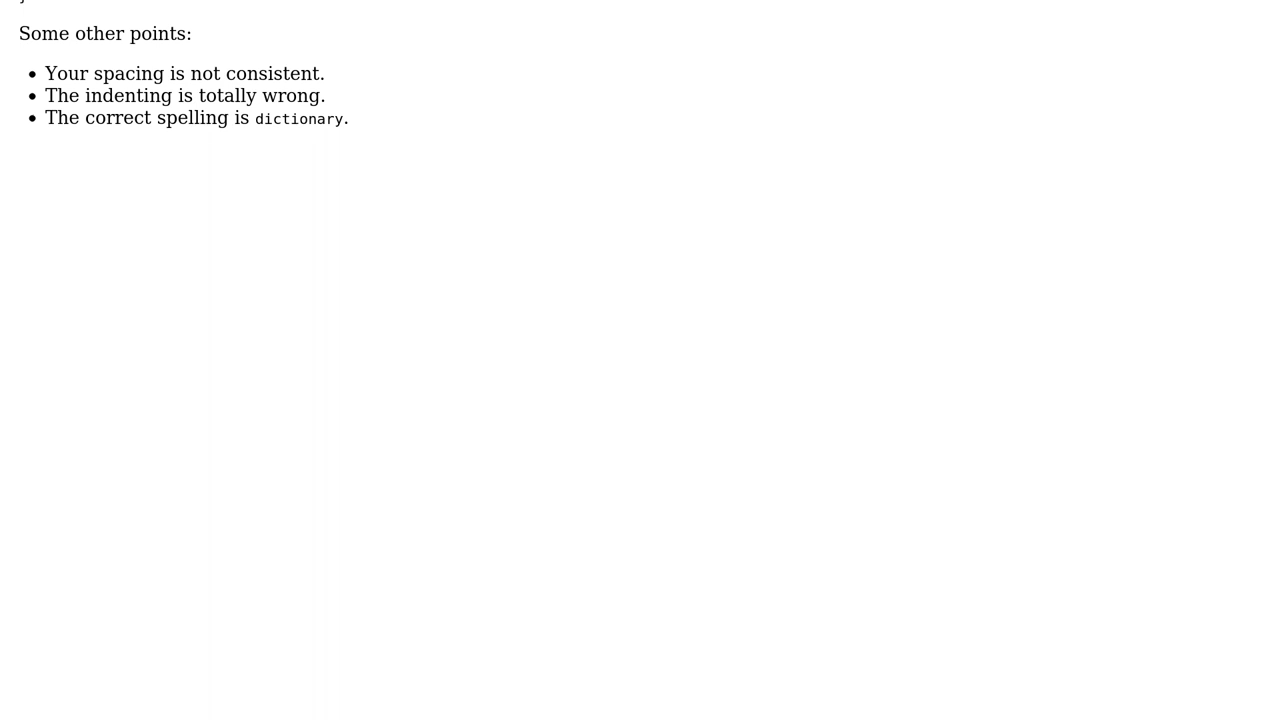 Some other points:
Your spacing is not consistent.
The indenting is totally wrong.
The correct spelling is dictionary.